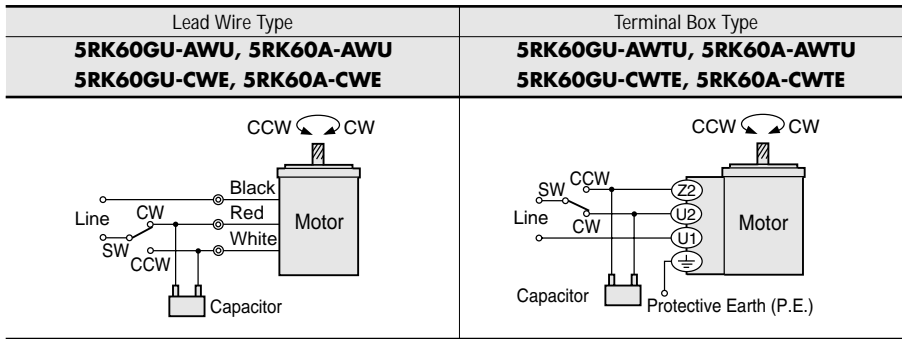 Lead Wire Type
5RK60GU-AWU, 5RK60A-AWU
5RK60GU-CWE, 5RK60A-CWE
CCW CW
Black
Red
White
Line
CW
SW
CCW
Motor
Capacitor
Terminal Box Type
5RK60GU-AWTU, 5RK60A-AWTU
5RK60GU-CWTE, 5RK60A-CWTE
CCW CW
SW
CCW
Line
CW
Z2
U2
U1
Motor
Capacitor
Protective Earth (P.E.)